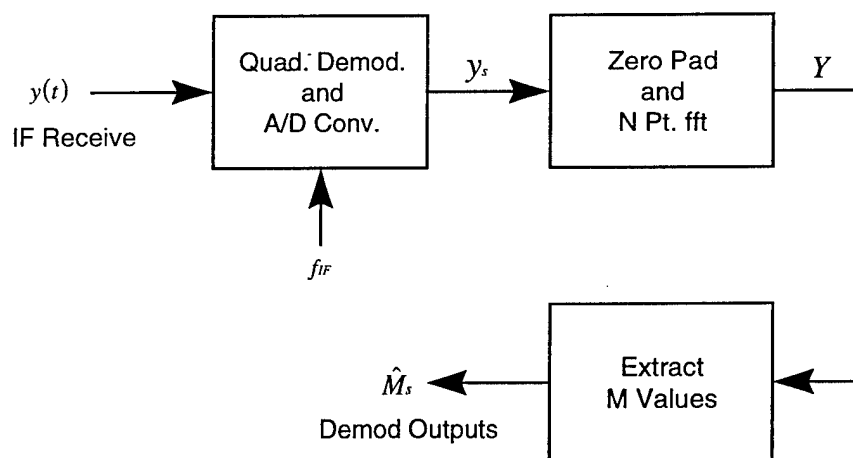 y(t)
IF Receive
Quad. Demod.
and
A/D Conv.
f_IF
y_s
Zero Pad
and
N Pt. fft
Y
Extract
M Values
M̂_s
Demod Outputs